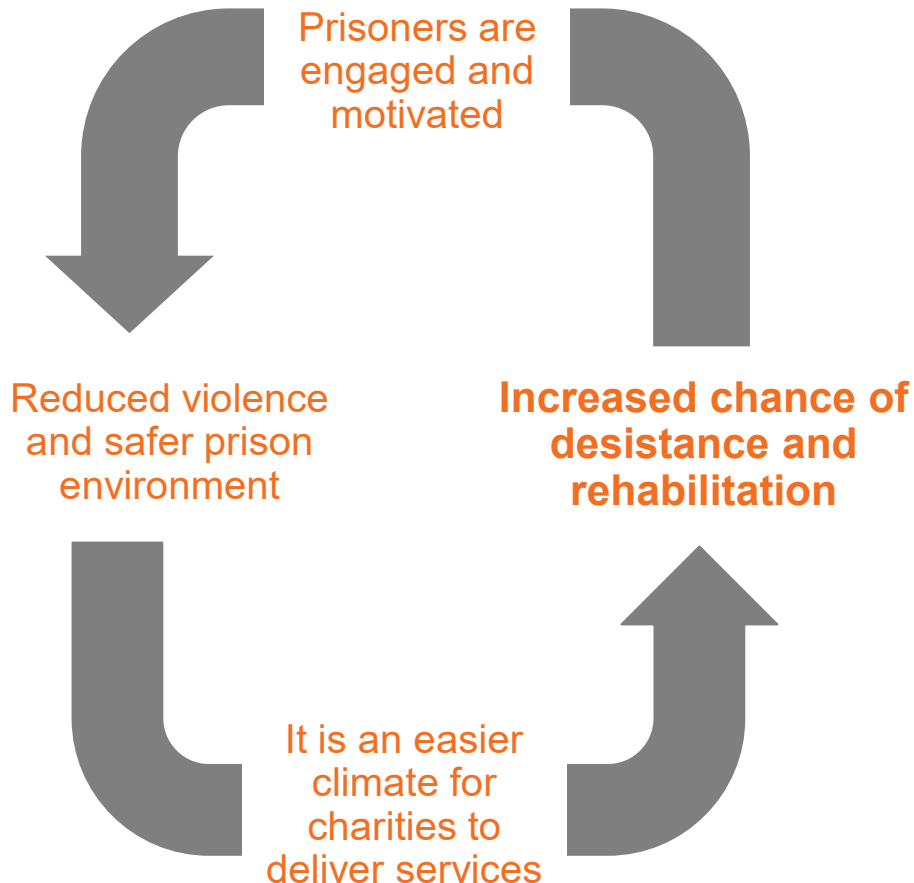 Prisoners are
engaged and
motivated
Reduced violence
and safer prison
environment
Increased chance of
desistance and
rehabilitation
It is an easier
climate for
charities to
deliver services